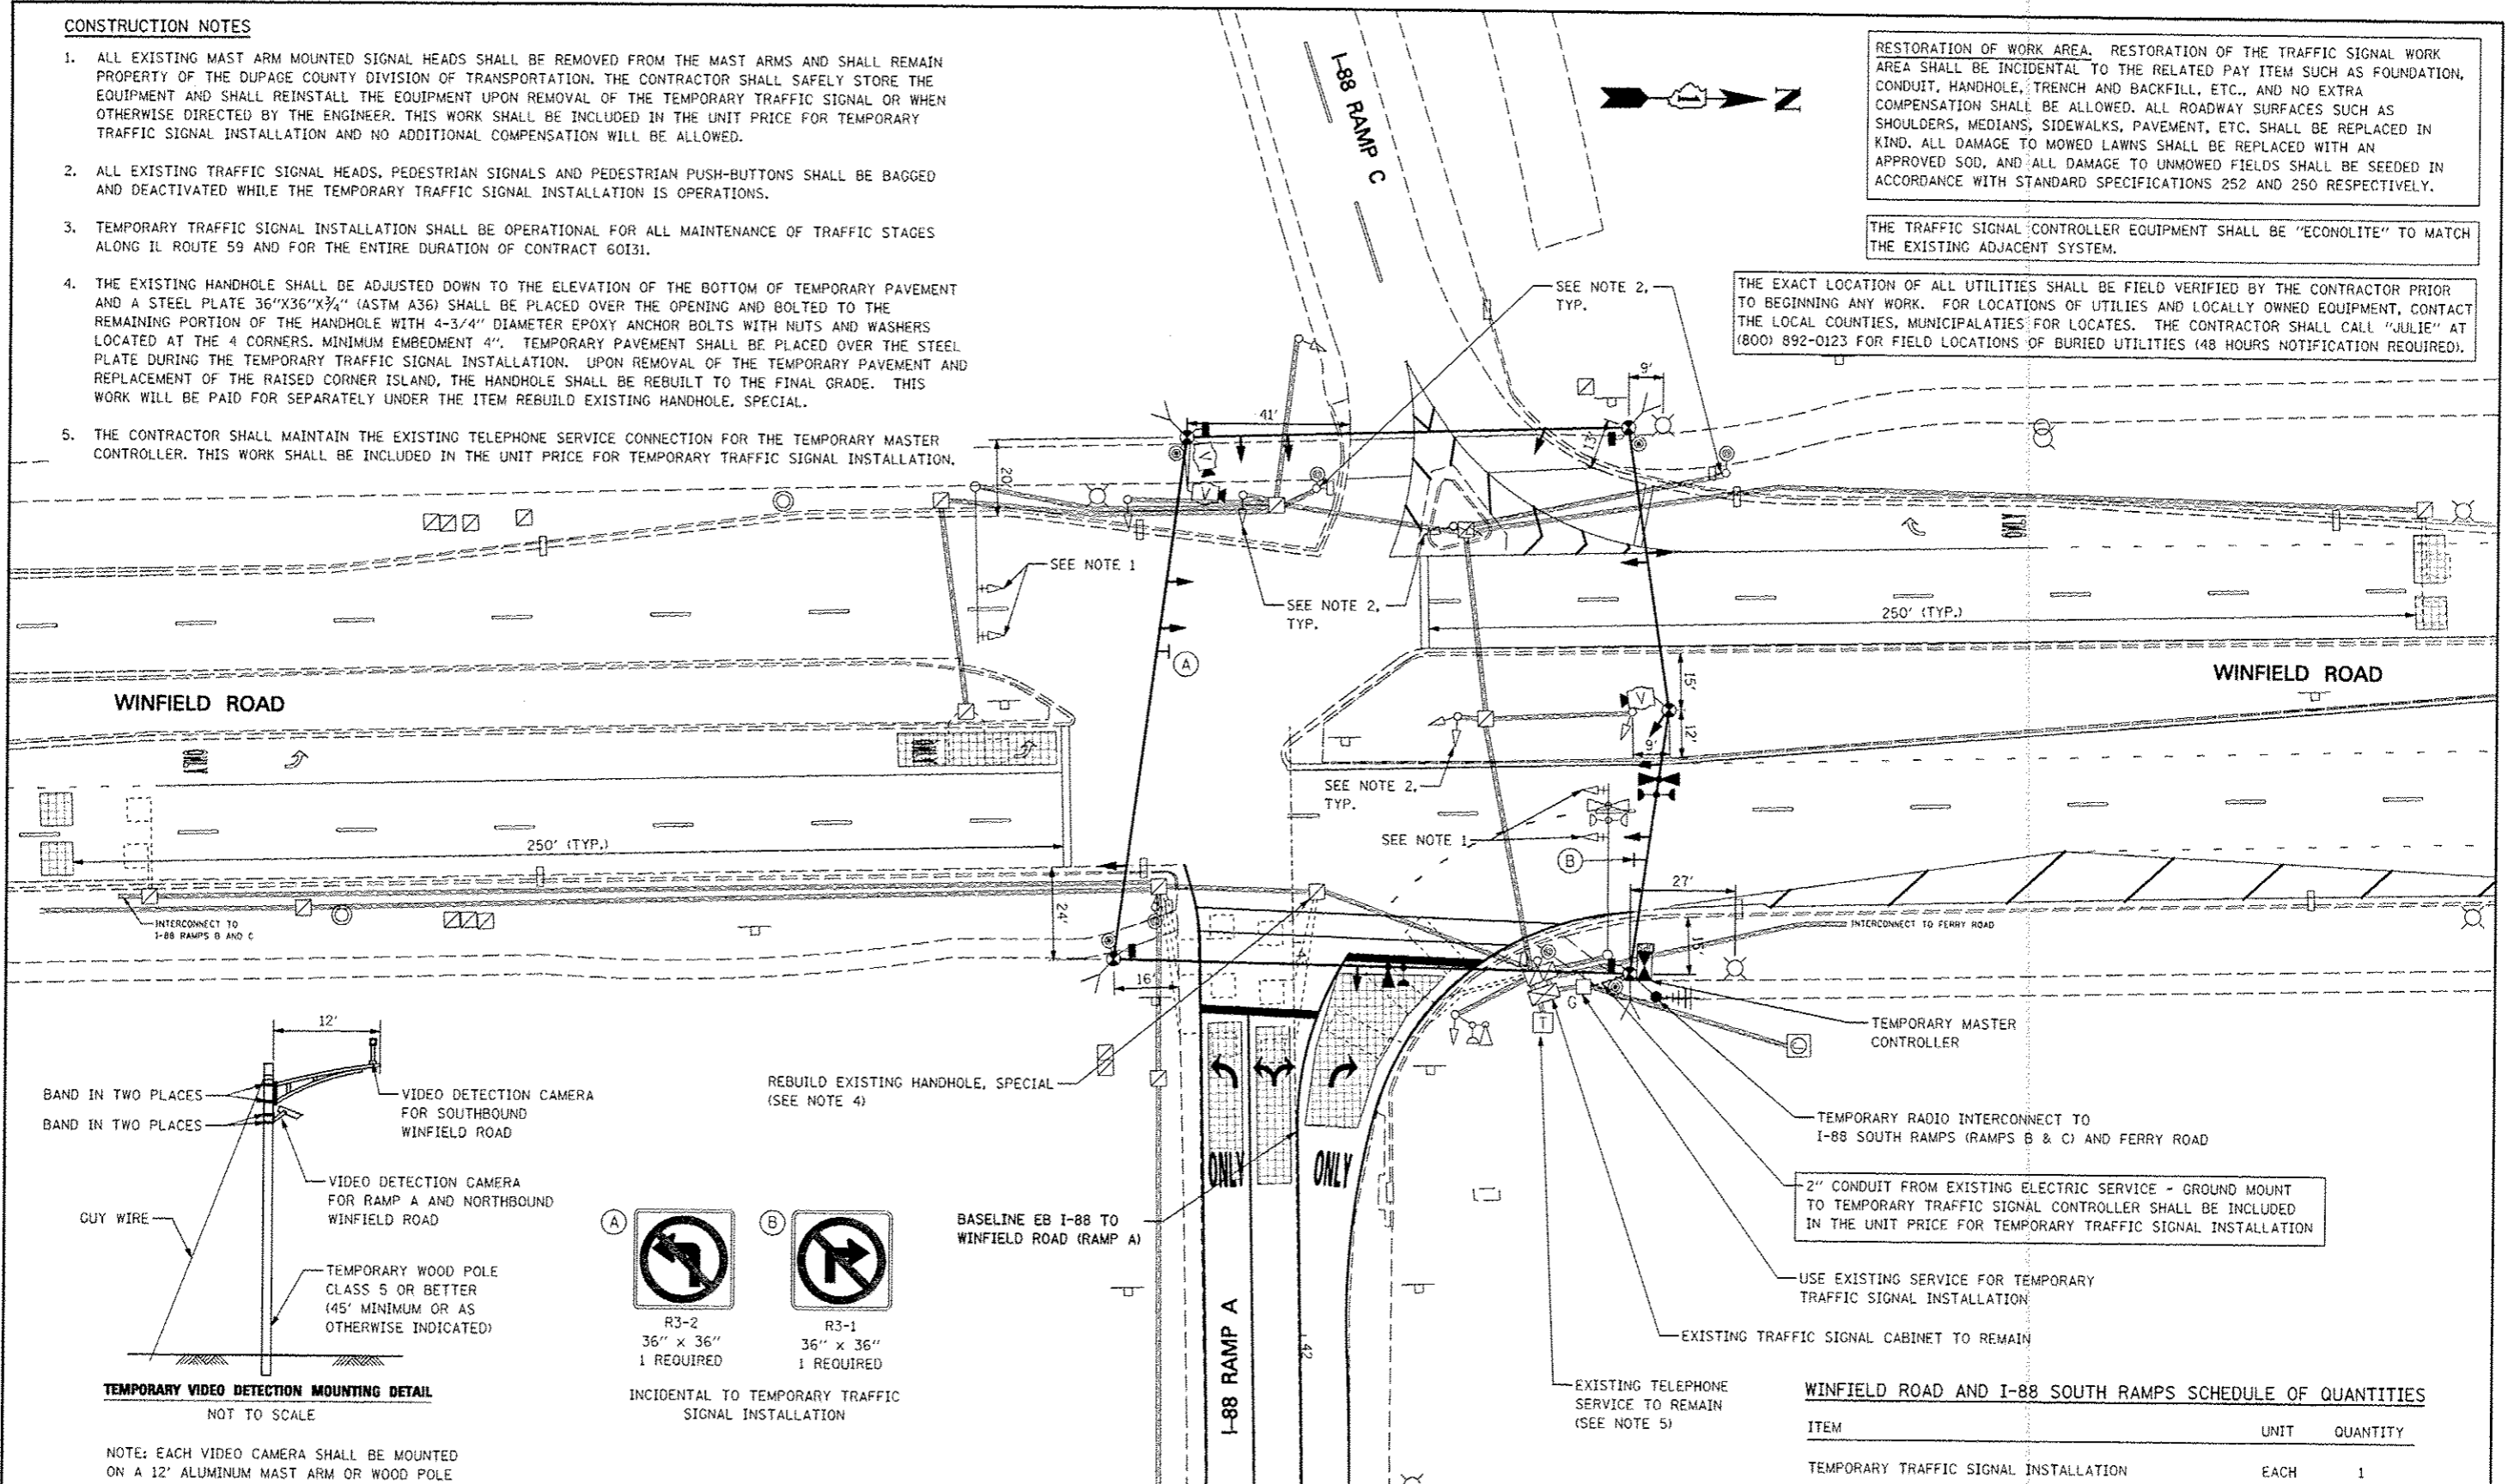 CONSTRUCTION NOTES
1. ALL EXISTING MAST ARM MOUNTED SIGNAL HEADS SHALL BE REMOVED FROM THE MAST ARMS AND SHALL REMAIN
PROPERTY OF THE DUPAGE COUNTY DIVISION OF TRANSPORTATION. THE CONTRACTOR SHALL SAFELY STORE THE
EQUIPMENT AND SHALL REINSTALL THE EQUIPMENT UPON REMOVAL OF THE TEMPORARY TRAFFIC SIGNAL OR WHEN
OTHERWISE DIRECTED BY THE ENGINEER. THIS WORK SHALL BE INCLUDED IN THE UNIT PRICE FOR TEMPORARY
TRAFFIC SIGNAL INSTALLATION AND NO ADDITIONAL COMPENSATION WILL BE ALLOWED.
2. ALL EXISTING TRAFFIC SIGNAL HEADS, PEDESTRIAN SIGNALS AND PEDESTRIAN PUSH-BUTTONS SHALL BE BAGGED
AND DEACTIVATED WHILE THE TEMPORARY TRAFFIC SIGNAL INSTALLATION IS OPERATIONS.
3. TEMPORARY TRAFFIC SIGNAL INSTALLATION SHALL BE OPERATIONAL FOR ALL MAINTENANCE OF TRAFFIC STAGES
ALONG IL ROUTE 59 AND FOR THE ENTIRE DURATION OF CONTRACT 60I31.
4. THE EXISTING HANDHOLE SHALL BE ADJUSTED DOWN TO THE ELEVATION OF THE BOTTOM OF TEMPORARY PAVEMENT
AND A STEEL PLATE 36"X36"X¾" (ASTM A36) SHALL BE PLACED OVER THE OPENING AND BOLTED TO THE
REMAINING PORTION OF THE HANDHOLE WITH 4-3/4" DIAMETER EPOXY ANCHOR BOLTS WITH NUTS AND WASHERS
LOCATED AT THE 4 CORNERS. MINIMUM EMBEDMENT 4". TEMPORARY PAVEMENT SHALL BE PLACED OVER THE STEEL
PLATE DURING THE TEMPORARY TRAFFIC SIGNAL INSTALLATION. UPON REMOVAL OF THE TEMPORARY PAVEMENT AND
REPLACEMENT OF THE RAISED CORNER ISLAND, THE HANDHOLE SHALL BE REBUILT TO THE FINAL GRADE. THIS
WORK WILL BE PAID FOR SEPARATELY UNDER THE ITEM REBUILD EXISTING HANDHOLE, SPECIAL.
5. THE CONTRACTOR SHALL MAINTAIN THE EXISTING TELEPHONE SERVICE CONNECTION FOR THE TEMPORARY MASTER
CONTROLLER. THIS WORK SHALL BE INCLUDED IN THE UNIT PRICE FOR TEMPORARY TRAFFIC SIGNAL INSTALLATION.
I-88 RAMP C
N
RESTORATION OF WORK AREA. RESTORATION OF THE TRAFFIC SIGNAL WORK
AREA SHALL BE INCIDENTAL TO THE RELATED PAY ITEM SUCH AS FOUNDATION,
CONDUIT, HANDHOLE, TRENCH AND BACKFILL, ETC., AND NO EXTRA
COMPENSATION SHALL BE ALLOWED. ALL ROADWAY SURFACES SUCH AS
SHOULDERS, MEDIANS, SIDEWALKS, PAVEMENT, ETC. SHALL BE REPLACED IN
KIND. ALL DAMAGE TO MOWED LAWNS SHALL BE REPLACED WITH AN
APPROVED SOD, AND ALL DAMAGE TO UNMOWED FIELDS SHALL BE SEEDED IN
ACCORDANCE WITH STANDARD SPECIFICATIONS 252 AND 250 RESPECTIVELY.
THE TRAFFIC SIGNAL CONTROLLER EQUIPMENT SHALL BE "ECONOLITE" TO MATCH
THE EXISTING ADJACENT SYSTEM.
THE EXACT LOCATION OF ALL UTILITIES SHALL BE FIELD VERIFIED BY THE CONTRACTOR PRIOR
TO BEGINNING ANY WORK. FOR LOCATIONS OF UTILIES AND LOCALLY OWNED EQUIPMENT, CONTACT
THE LOCAL COUNTIES, MUNICIPALATIES FOR LOCATES. THE CONTRACTOR SHALL CALL "JULIE" AT
(800) 892-0123 FOR FIELD LOCATIONS OF BURIED UTILITIES (48 HOURS NOTIFICATION REQUIRED).
SEE NOTE 2,
TYP.
9'
41'
13'
20'
V
V
ONLY
SEE NOTE 1
SEE NOTE 2,
TYP.
250' (TYP.)
A
WINFIELD ROAD
WINFIELD ROAD
15'
V
12'
9'
ONLY
ONLY
SEE NOTE 2,
TYP.
SEE NOTE 1
250' (TYP.)
B
27'
24'
INTERCONNECT TO
I-88 RAMPS B AND C
INTERCONNECT TO FERRY ROAD
15'
16'
G
T
TEMPORARY MASTER
CONTROLLER
12'
BAND IN TWO PLACES
BAND IN TWO PLACES
VIDEO DETECTION CAMERA
FOR SOUTHBOUND
WINFIELD ROAD
REBUILD EXISTING HANDHOLE, SPECIAL
(SEE NOTE 4)
TEMPORARY RADIO INTERCONNECT TO
I-88 SOUTH RAMPS (RAMPS B & C) AND FERRY ROAD
ONLY
ONLY
VIDEO DETECTION CAMERA
FOR RAMP A AND NORTHBOUND
WINFIELD ROAD
GUY WIRE
2" CONDUIT FROM EXISTING ELECTRIC SERVICE - GROUND MOUNT
TO TEMPORARY TRAFFIC SIGNAL CONTROLLER SHALL BE INCLUDED
IN THE UNIT PRICE FOR TEMPORARY TRAFFIC SIGNAL INSTALLATION
A
B
BASELINE EB I-88 TO
WINFIELD ROAD (RAMP A)
TEMPORARY WOOD POLE
CLASS 5 OR BETTER
(45' MINIMUM OR AS
OTHERWISE INDICATED)
USE EXISTING SERVICE FOR TEMPORARY
TRAFFIC SIGNAL INSTALLATION
R3-2
36" x 36"
1 REQUIRED
R3-1
36" x 36"
1 REQUIRED
I-88 RAMP A
42
EXISTING TRAFFIC SIGNAL CABINET TO REMAIN
TEMPORARY VIDEO DETECTION MOUNTING DETAIL
NOT TO SCALE
INCIDENTAL TO TEMPORARY TRAFFIC
SIGNAL INSTALLATION
EXISTING TELEPHONE
SERVICE TO REMAIN
(SEE NOTE 5)
WINFIELD ROAD AND I-88 SOUTH RAMPS SCHEDULE OF QUANTITIES
ITEM UNIT QUANTITY
TEMPORARY TRAFFIC SIGNAL INSTALLATION EACH 1
NOTE: EACH VIDEO CAMERA SHALL BE MOUNTED
ON A 12' ALUMINUM MAST ARM OR WOOD POLE